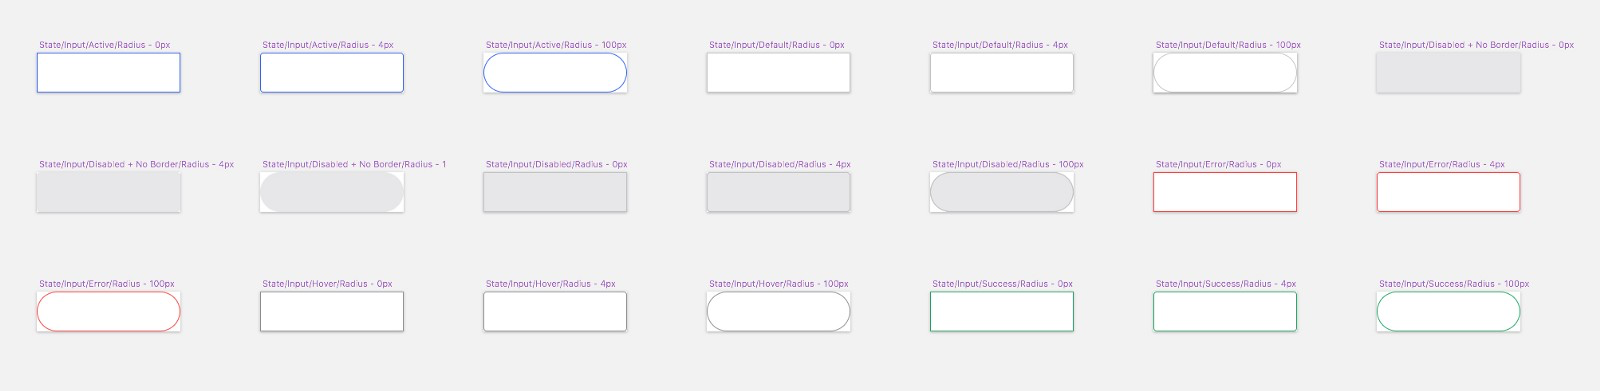 State/Input/Active/Radius - 0px
State/Input/Active/Radius - 4px
State/Input/Active/Radius - 100px
State/Input/Default/Radius - 0px
State/Input/Default/Radius - 4px
State/Input/Default/Radius - 100px
State/Input/Disabled + No Border/Radius - 0px
State/Input/Disabled + No Border/Radius - 4px
State/Input/Disabled + No Border/Radius - 1
State/Input/Disabled/Radius - 0px
State/Input/Disabled/Radius - 4px
State/Input/Disabled/Radius - 100px
State/Input/Error/Radius - 0px
State/Input/Error/Radius - 4px
State/Input/Error/Radius - 100px
State/Input/Hover/Radius - 0px
State/Input/Hover/Radius - 4px
State/Input/Hover/Radius - 100px
State/Input/Success/Radius - 0px
State/Input/Success/Radius - 4px
State/Input/Success/Radius - 100px